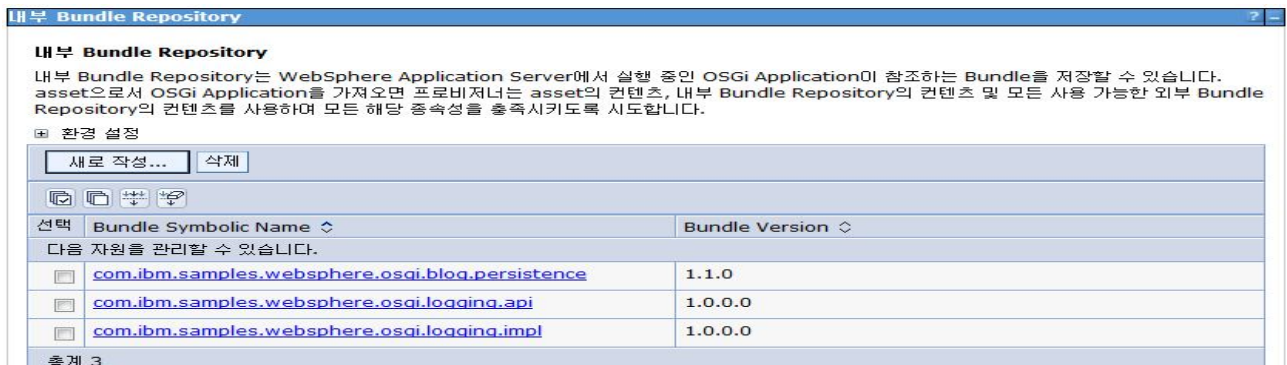 내부 Bundle Repository
내부 Bundle Repository
내부 Bundle Repository는 WebSphere Application Server에서 실행 중인 OSGi Application이 참조하는 Bundle을 저장할 수 있습니다.
asset으로서 OSGi Application을 가져오면 프로비저너는 asset의 컨텐츠, 내부 Bundle Repository의 컨텐츠 및 모든 사용 가능한 외부 Bundle
Repository의 컨텐츠를 사용하여 모든 해당 종속성을 충족시키도록 시도합니다.
환경 설정
새로 작성... 삭제
선택 Bundle Symbolic Name Bundle Version
다음 자원을 관리할 수 있습니다.
com.ibm.samples.websphere.osgi.blog.persistence 1.1.0
com.ibm.samples.websphere.osgi.logging.api 1.0.0.0
com.ibm.samples.websphere.osgi.logging.impl 1.0.0.0
총계 3